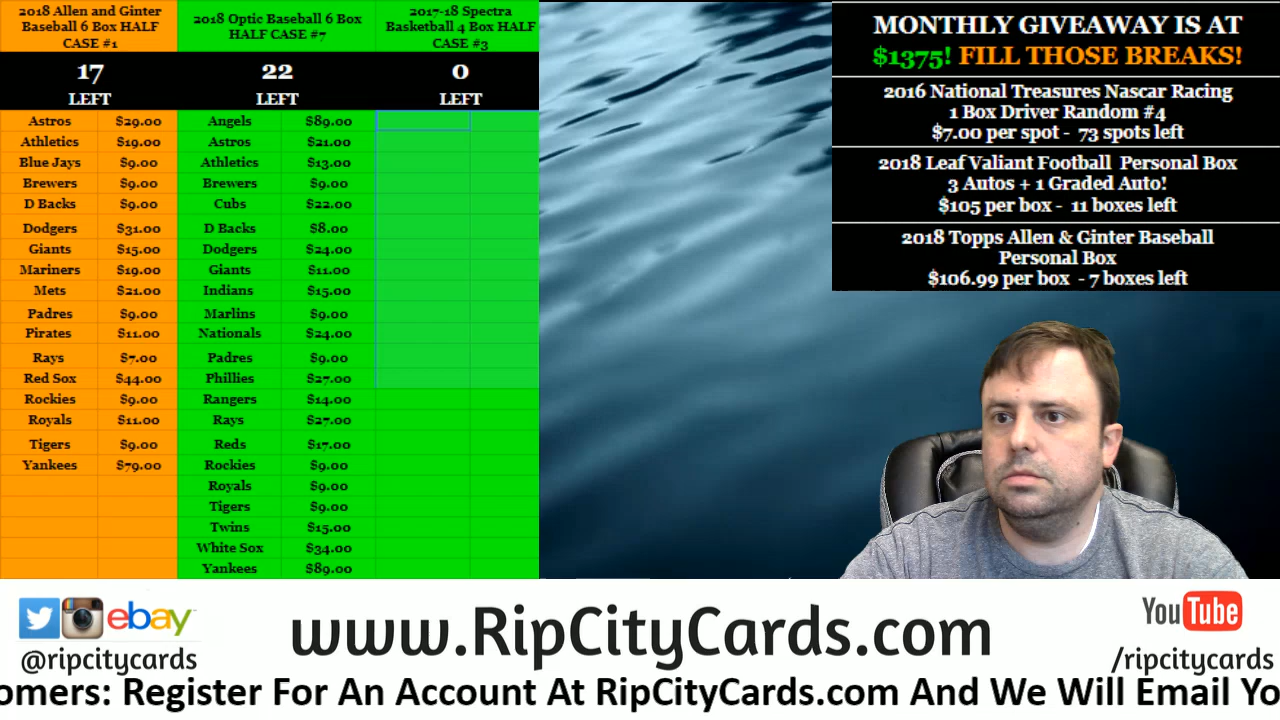 2018 Allen and Ginter
Baseball 6 Box HALF
CASE #1
17
LEFT
Astros $29.00
Athletics $19.00
Blue Jays $9.00
Brewers $9.00
D Backs $9.00
Dodgers $31.00
Giants $15.00
Mariners $19.00
Mets $21.00
Padres $9.00
Pirates $11.00
Rays $7.00
Red Sox $44.00
Rockies $9.00
Royals $11.00
Tigers $9.00
Yankees $79.00
2018 Optic Baseball 6 Box
HALF CASE #7
22
LEFT
Angels $89.00
Astros $21.00
Athletics $13.00
Brewers $9.00
Cubs $22.00
D Backs $8.00
Dodgers $24.00
Giants $11.00
Indians $15.00
Marlins $9.00
Nationals $24.00
Padres $9.00
Phillies $27.00
Rangers $14.00
Rays $27.00
Reds $17.00
Rockies $9.00
Royals $9.00
Tigers $9.00
Twins $15.00
White Sox $34.00
Yankees $89.00
2017-18 Spectra
Basketball 4 Box HALF
CASE #3
0
LEFT
MONTHLY GIVEAWAY IS AT
$1375! FILL THOSE BREAKS!
2016 National Treasures Nascar Racing
1 Box Driver Random #4
$7.00 per spot - 73 spots left
2018 Leaf Valiant Football Personal Box
3 Autos + 1 Graded Auto!
$105 per box - 11 boxes left
2018 Topps Allen & Ginter Baseball
Personal Box
$106.99 per box - 7 boxes left
ebay
@ripcitycards
www.RipCityCards.com
YouTube
/ripcitycards
omers: Register For An Account At RipCityCards.com And We Will Email Yo